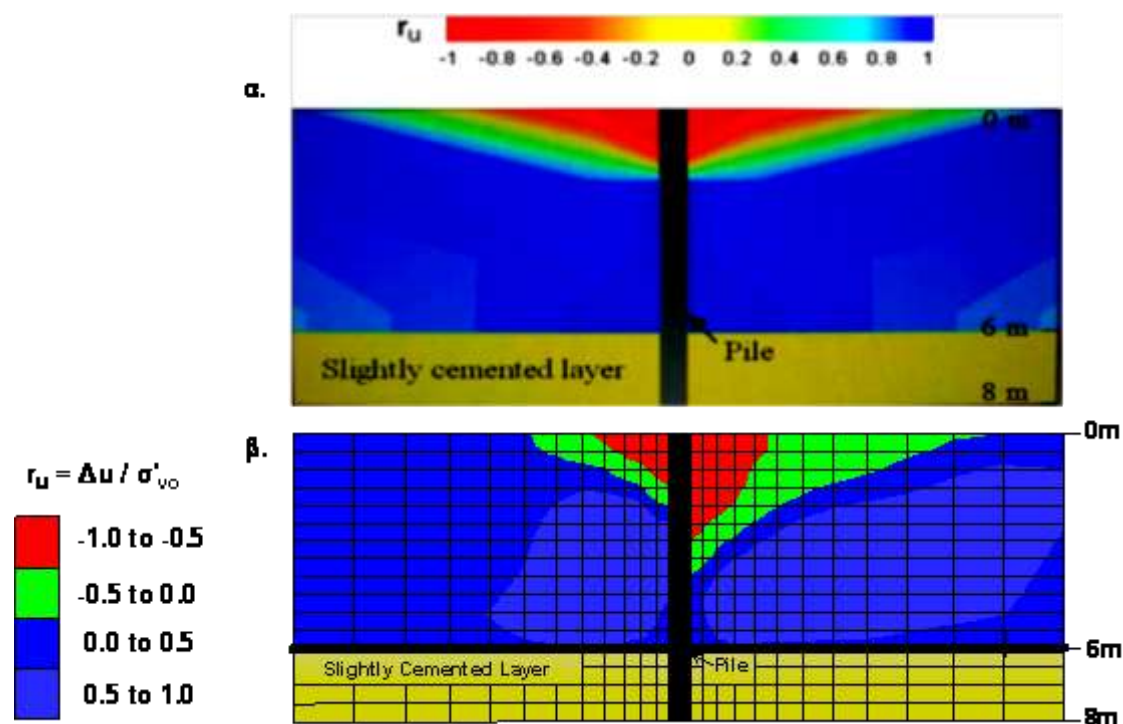 r_u
-1 -0.8 -0.6 -0.4 -0.2 0 0.2 0.4 0.6 0.8 1
α.
0 m
6 m
Pile
Slightly cemented layer
8 m
β.
0m
r_u = Δu / σ'_vo
-1.0 to -0.5
-0.5 to 0.0
0.0 to 0.5
0.5 to 1.0
6m
Slightly Cemented Layer
Pile
8m